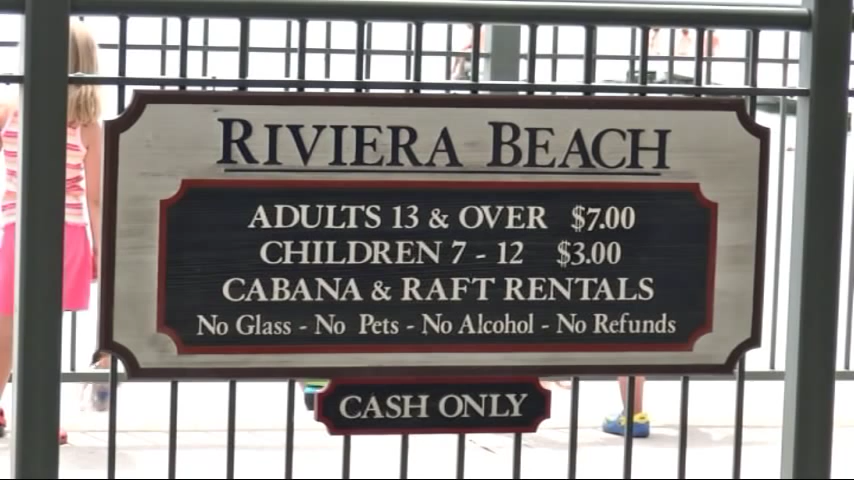 RIVIERA BEACH
ADULTS 13 & OVER $7.00
CHILDREN 7 - 12 $3.00
CABANA & RAFT RENTALS
No Glass - No Pets - No Alcohol - No Refunds
CASH ONLY